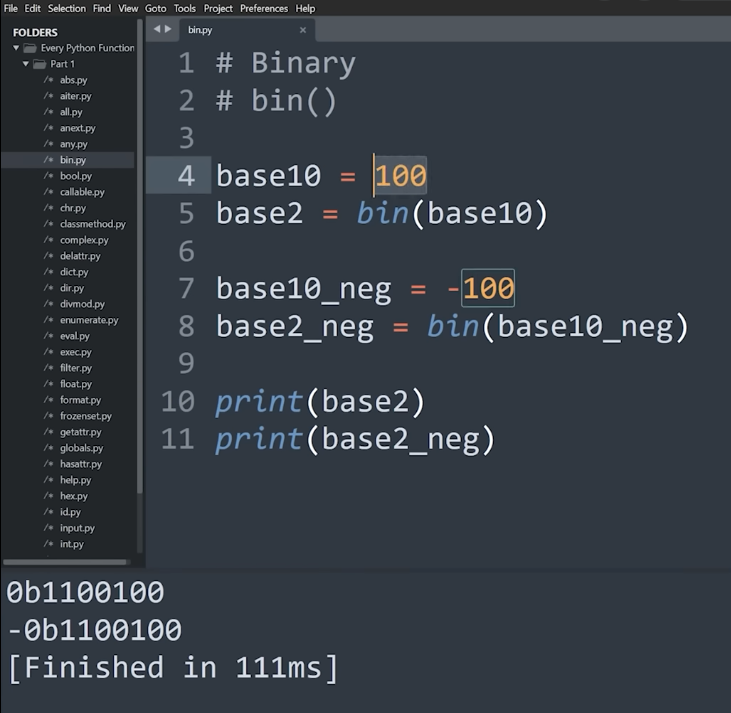 File Edit Selection Find View Goto Tools Project Preferences Help
FOLDERS
Every Python Function
Part 1
/* abs.py
/* aiter.py
/* all.py
/* anext.py
/* any.py
/* bin.py
/* bool.py
/* callable.py
/* chr.py
/* classmethod.py
/* complex.py
/* delattr.py
/* dict.py
/* dir.py
/* divmod.py
/* enumerate.py
/* eval.py
/* exec.py
/* filter.py
/* float.py
/* format.py
/* frozenset.py
/* getattr.py
/* globals.py
/* hasattr.py
/* help.py
/* hex.py
/* id.py
/* input.py
/* int.py
bin.py ×
1 # Binary
2 # bin()
3
4 base10 = 100
5 base2 = bin(base10)
6
7 base10_neg = -100
8 base2_neg = bin(base10_neg)
9
10 print(base2)
11 print(base2_neg)
0b1100100
-0b1100100
[Finished in 111ms]